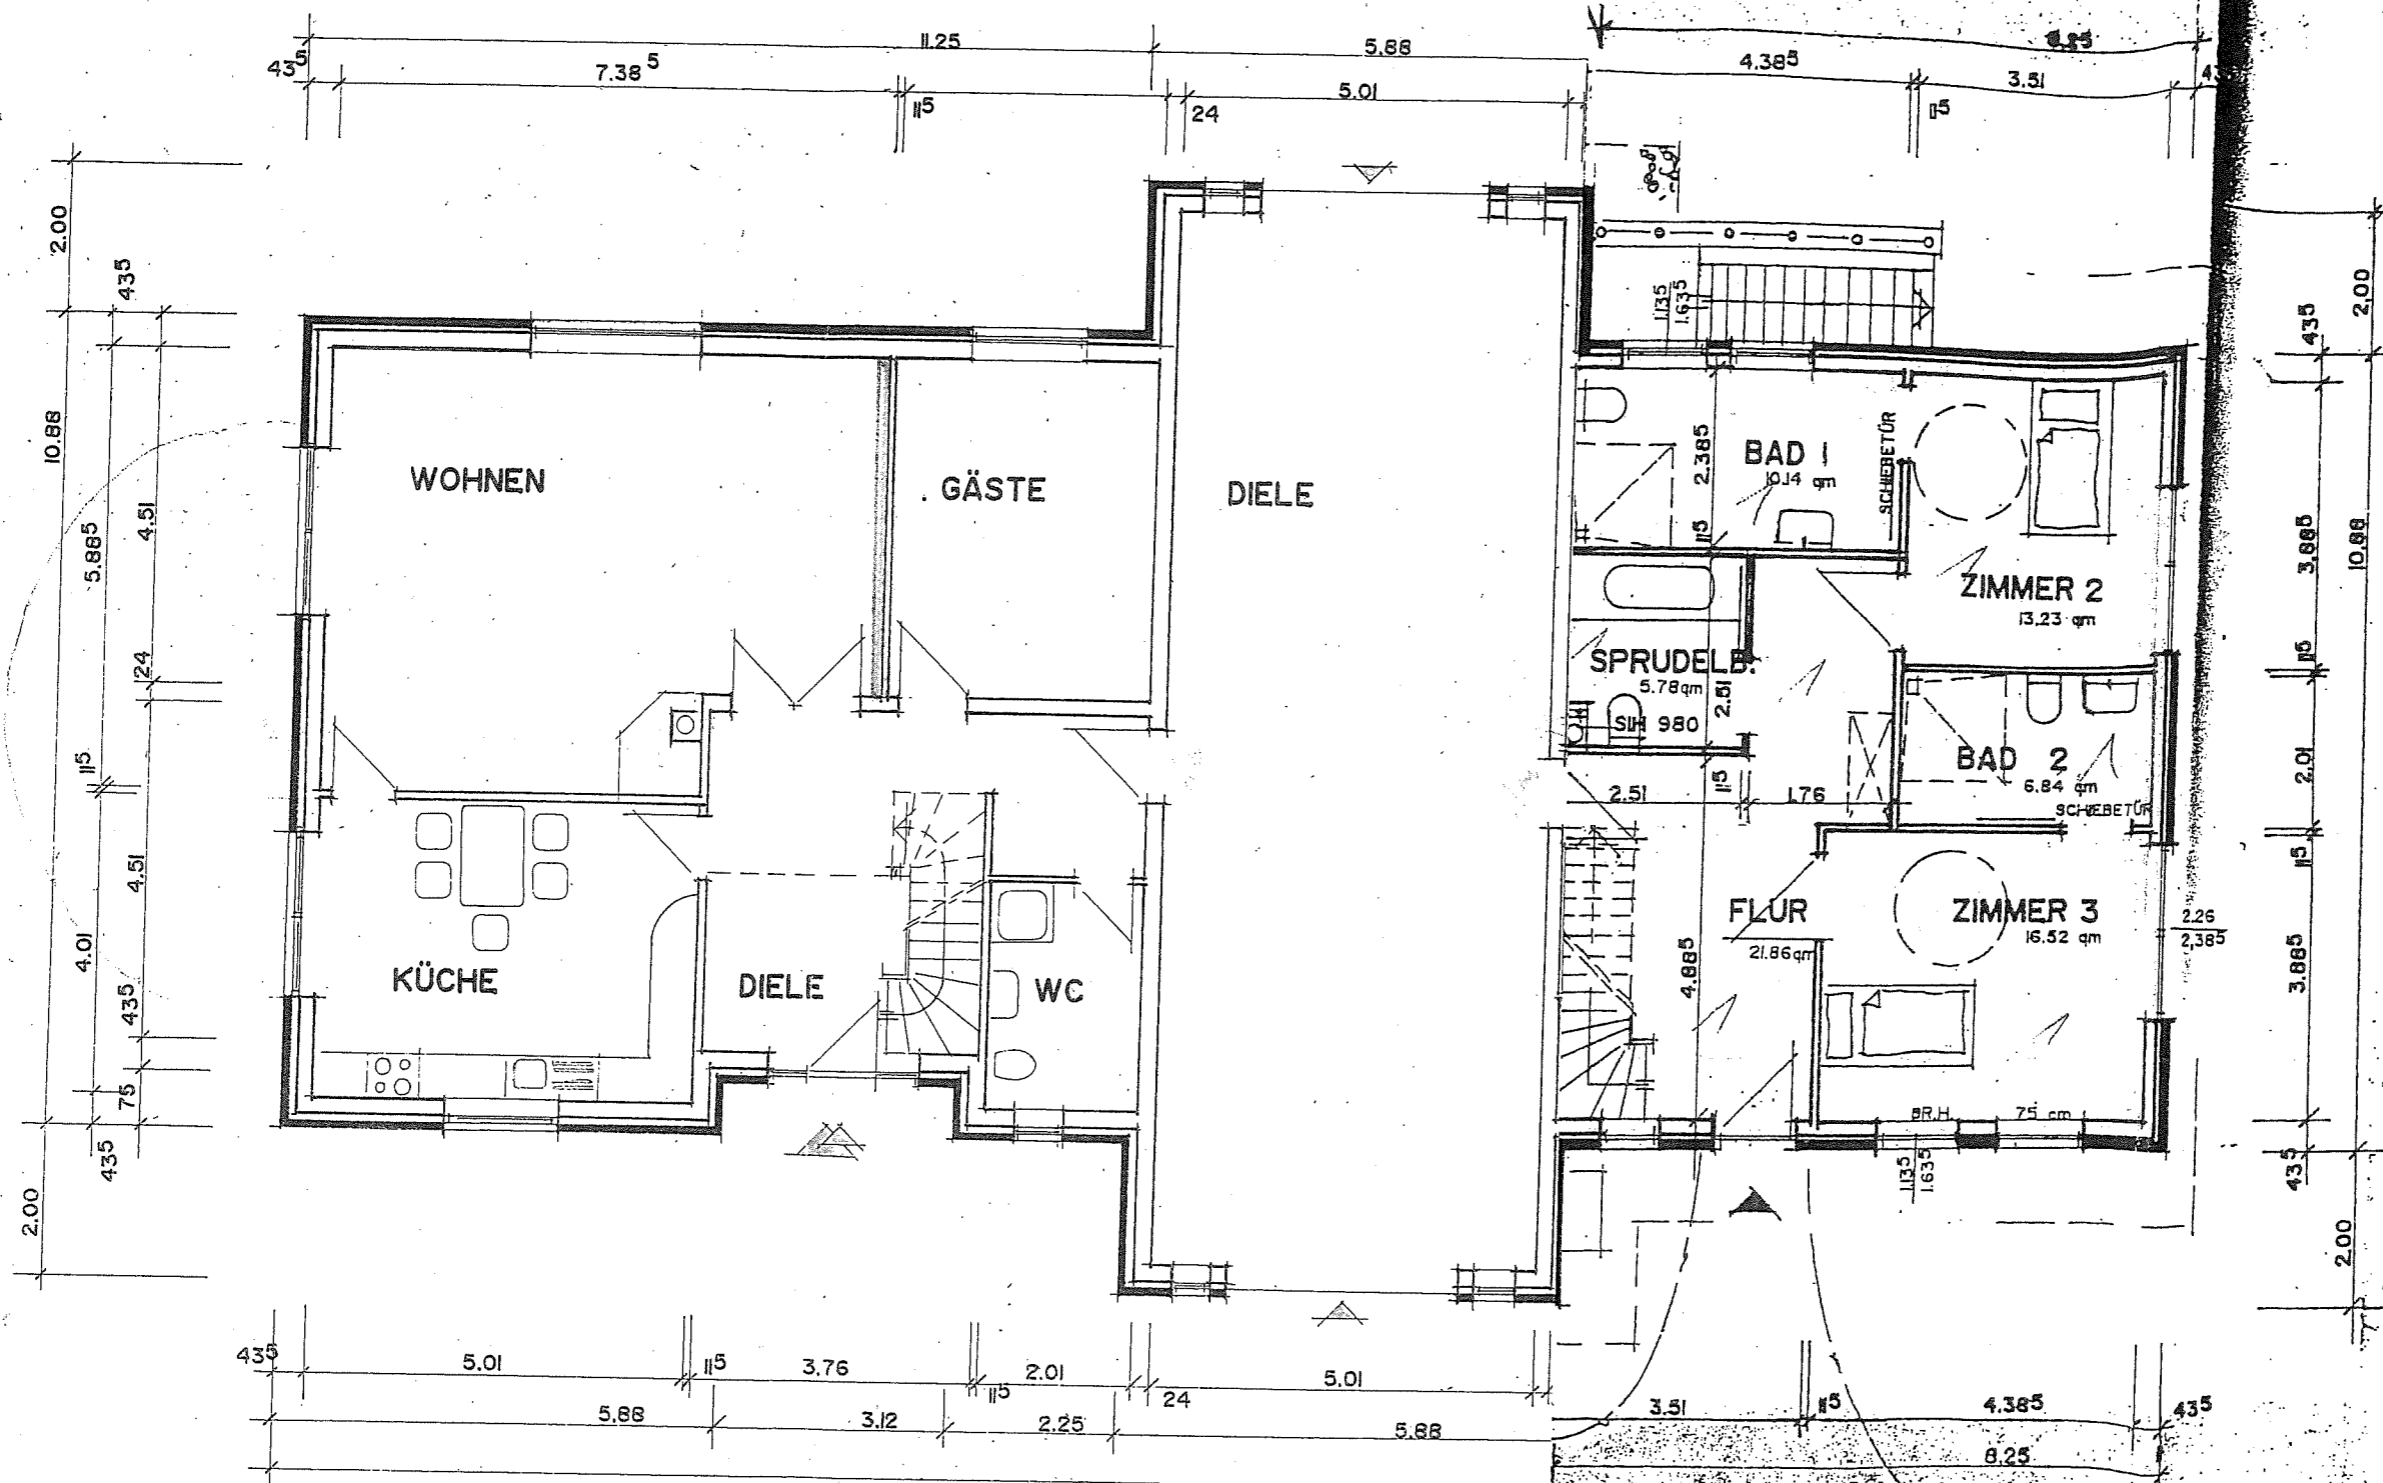 11.25
5.88
43⁵
7.38⁵
11⁵
24
5.01
4.38⁵
11⁵
3.51
2.00
43⁵
10.88
5.88⁵
4.51
24
11⁵
4.51
4.01
43⁵
75
43⁵
2.00
WOHNEN
GÄSTE
DIELE
1.13⁵
1.63⁵
2.38⁵
BAD 1
10.14 qm
SCHIEBETÜR
11⁵
ZIMMER 2
13.23 qm
SPRUDELB.
5.78qm
2.51
SIH 980
BAD 2
6.84 qm
SCHIEBETÜR
2.51
11⁵
1.76
KÜCHE
DIELE
WC
4.88⁵
FLUR
21.86qm
ZIMMER 3
16.52 qm
2.26
2,38⁵
BR.H. 75 cm
1.13⁵
1.63⁵
2,00
43⁵
3.88⁵
10.88
11⁵
2.01
11⁵
3.88⁵
43⁵
2.00
43⁵
5.01
11⁵
3.76
11⁵
2.01
24
5.01
5.88
3.12
2.25
5.88
3.51
11⁵
4.38⁵
43⁵
8.25